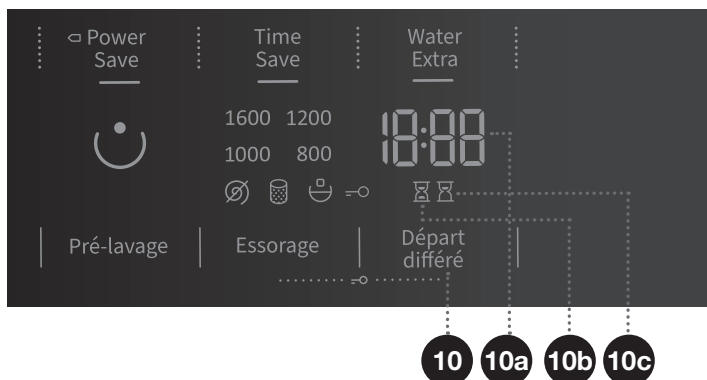 Power
Save
Time
Save
Water
Extra
1600 1200
1000 800
18:88
Pré-lavage
Essorage
Départ
différé
10 10a 10b 10c